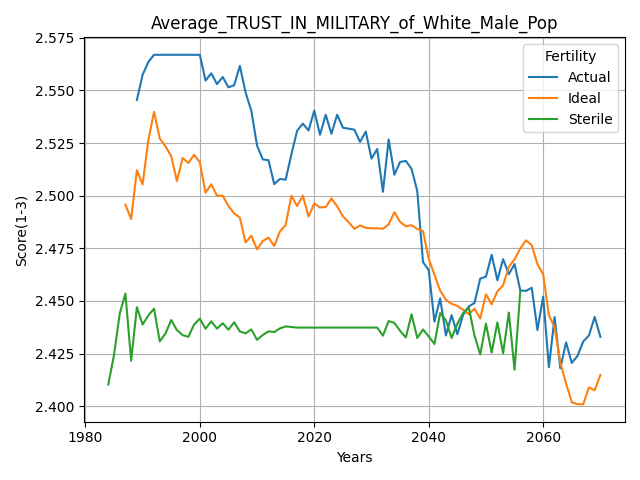 Average_TRUST_IN_MILITARY_of_White_Male_Pop
2.575
2.550
2.525
2.500
2.475
2.450
2.425
2.400
Score(1-3)
Fertility
Actual
Ideal
Sterile
1980
2000
2020
2040
2060
Years